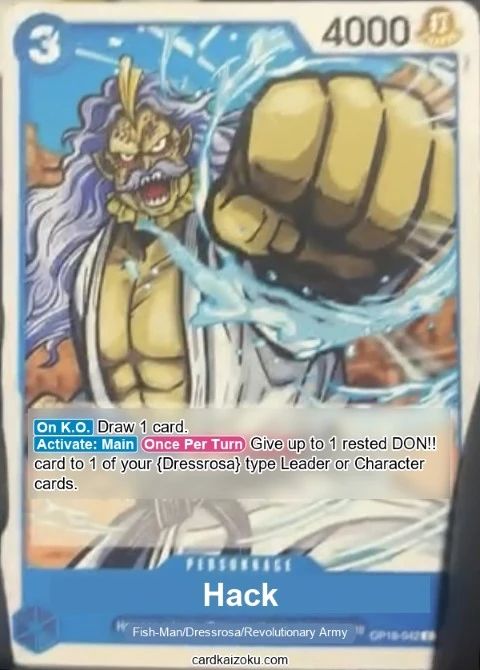 3
4000
On K.O. Draw 1 card.
Activate: Main Once Per Turn Give up to 1 rested DON!!
card to 1 of your {Dressrosa} type Leader or Character
cards.
PERSONNAGE
Hack
Fish-Man/Dressrosa/Revolutionary Army
cardkaizoku.com